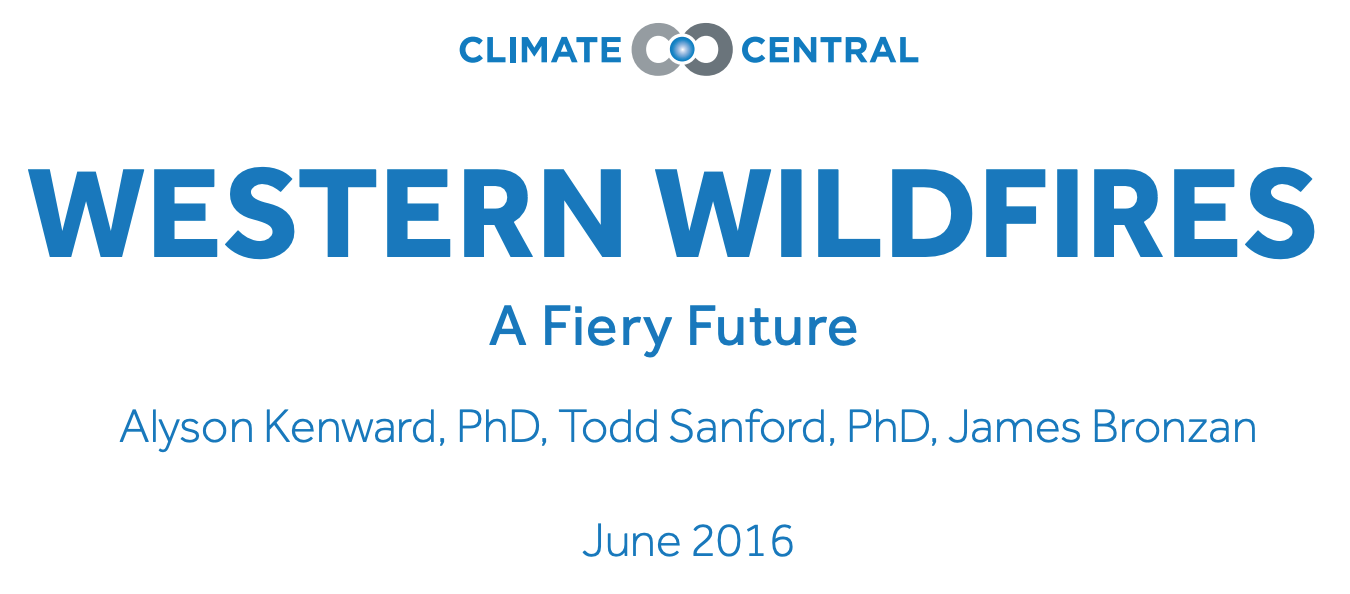 CLIMATE CENTRAL
WESTERN WILDFIRES
A Fiery Future
Alyson Kenward, PhD, Todd Sanford, PhD, James Bronzan
June 2016